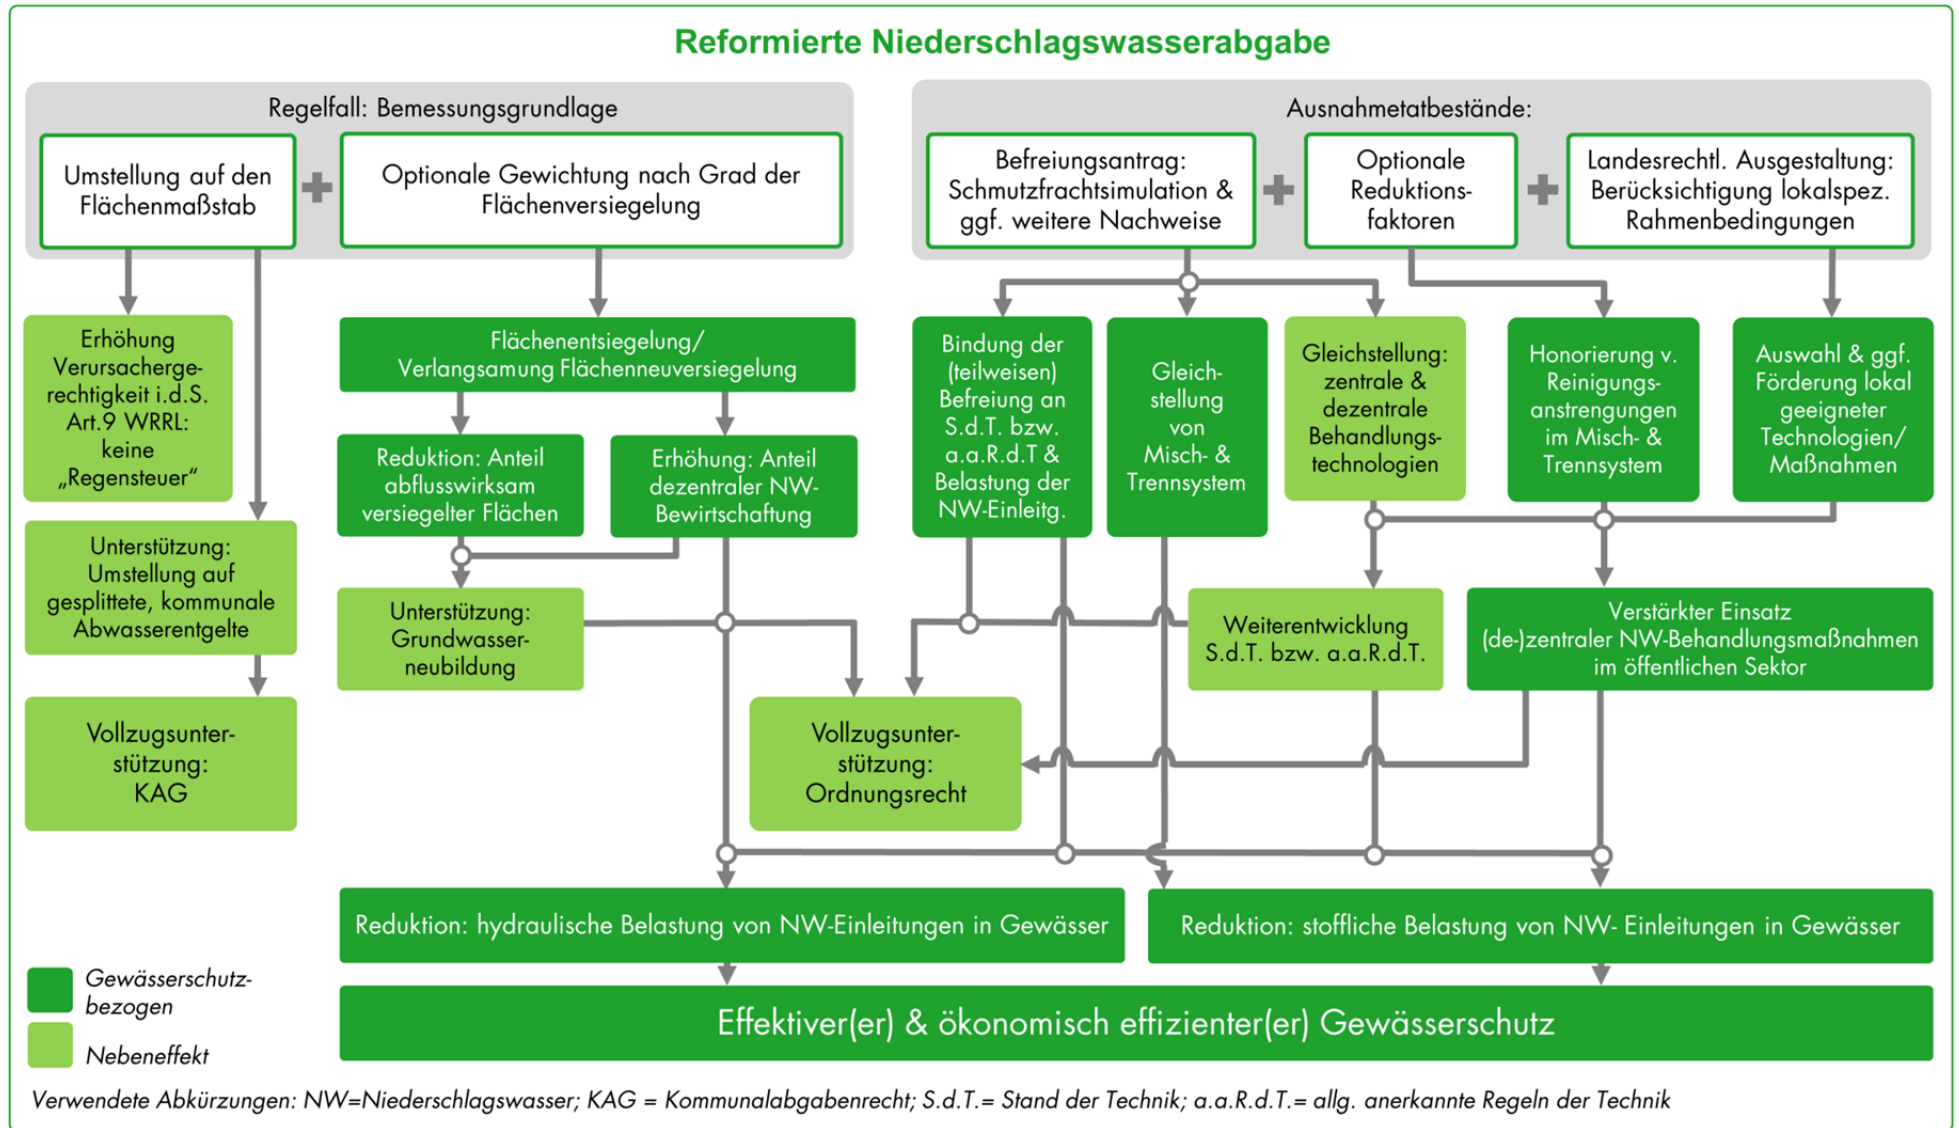 Reformierte Niederschlagswasserabgabe
Regelfall: Bemessungsgrundlage
Umstellung auf den
Flächenmaßstab
Optionale Gewichtung nach Grad der
Flächenversiegelung
Ausnahmetatbestände:
Befreiungsantrag:
Schmutzfrachtsimulation &
ggf. weitere Nachweise
Optionale
Reduktions-
faktoren
Landesrechtl. Ausgestaltung:
Berücksichtigung lokalspez.
Rahmenbedingungen
Erhöhung
Verursacherge-
rechtigkeit i.d.S.
Art.9 WRRL:
keine
„Regensteuer“
Flächenentsiegelung/
Verlangsamung Flächenneuversiegelung
Bindung der
(teilweisen)
Befreiung an
S.d.T. bzw.
a.a.R.d.T &
Belastung der
NW-Einleitg.
Gleich-
stellung
von
Misch- &
Trennsystem
Gleichstellung:
zentrale &
dezentrale
Behandlungs-
technologien
Honorierung v.
Reinigungs-
anstrengungen
im Misch- &
Trennsystem
Auswahl & ggf.
Förderung lokal
geeigneter
Technologien/
Maßnahmen
Reduktion: Anteil
abflusswirksam
versiegelter Flächen
Erhöhung: Anteil
dezentraler NW-
Bewirtschaftung
Unterstützung:
Umstellung auf
gesplittete, kommunale
Abwasserentgelte
Unterstützung:
Grundwasser-
neubildung
Weiterentwicklung
S.d.T. bzw. a.a.R.d.T.
Verstärkter Einsatz
(de-)zentraler NW-Behandlungsmaßnahmen
im öffentlichen Sektor
Vollzugsunter-
stützung:
KAG
Vollzugsunter-
stützung:
Ordnungsrecht
Reduktion: hydraulische Belastung von NW-Einleitungen in Gewässer
Reduktion: stoffliche Belastung von NW- Einleitungen in Gewässer
Effektiver(er) & ökonomisch effizienter(er) Gewässerschutz
Gewässerschutz-
bezogen
Nebeneffekt
Verwendete Abkürzungen: NW=Niederschlagswasser; KAG = Kommunalabgabenrecht; S.d.T.= Stand der Technik; a.a.R.d.T.= allg. anerkannte Regeln der Technik